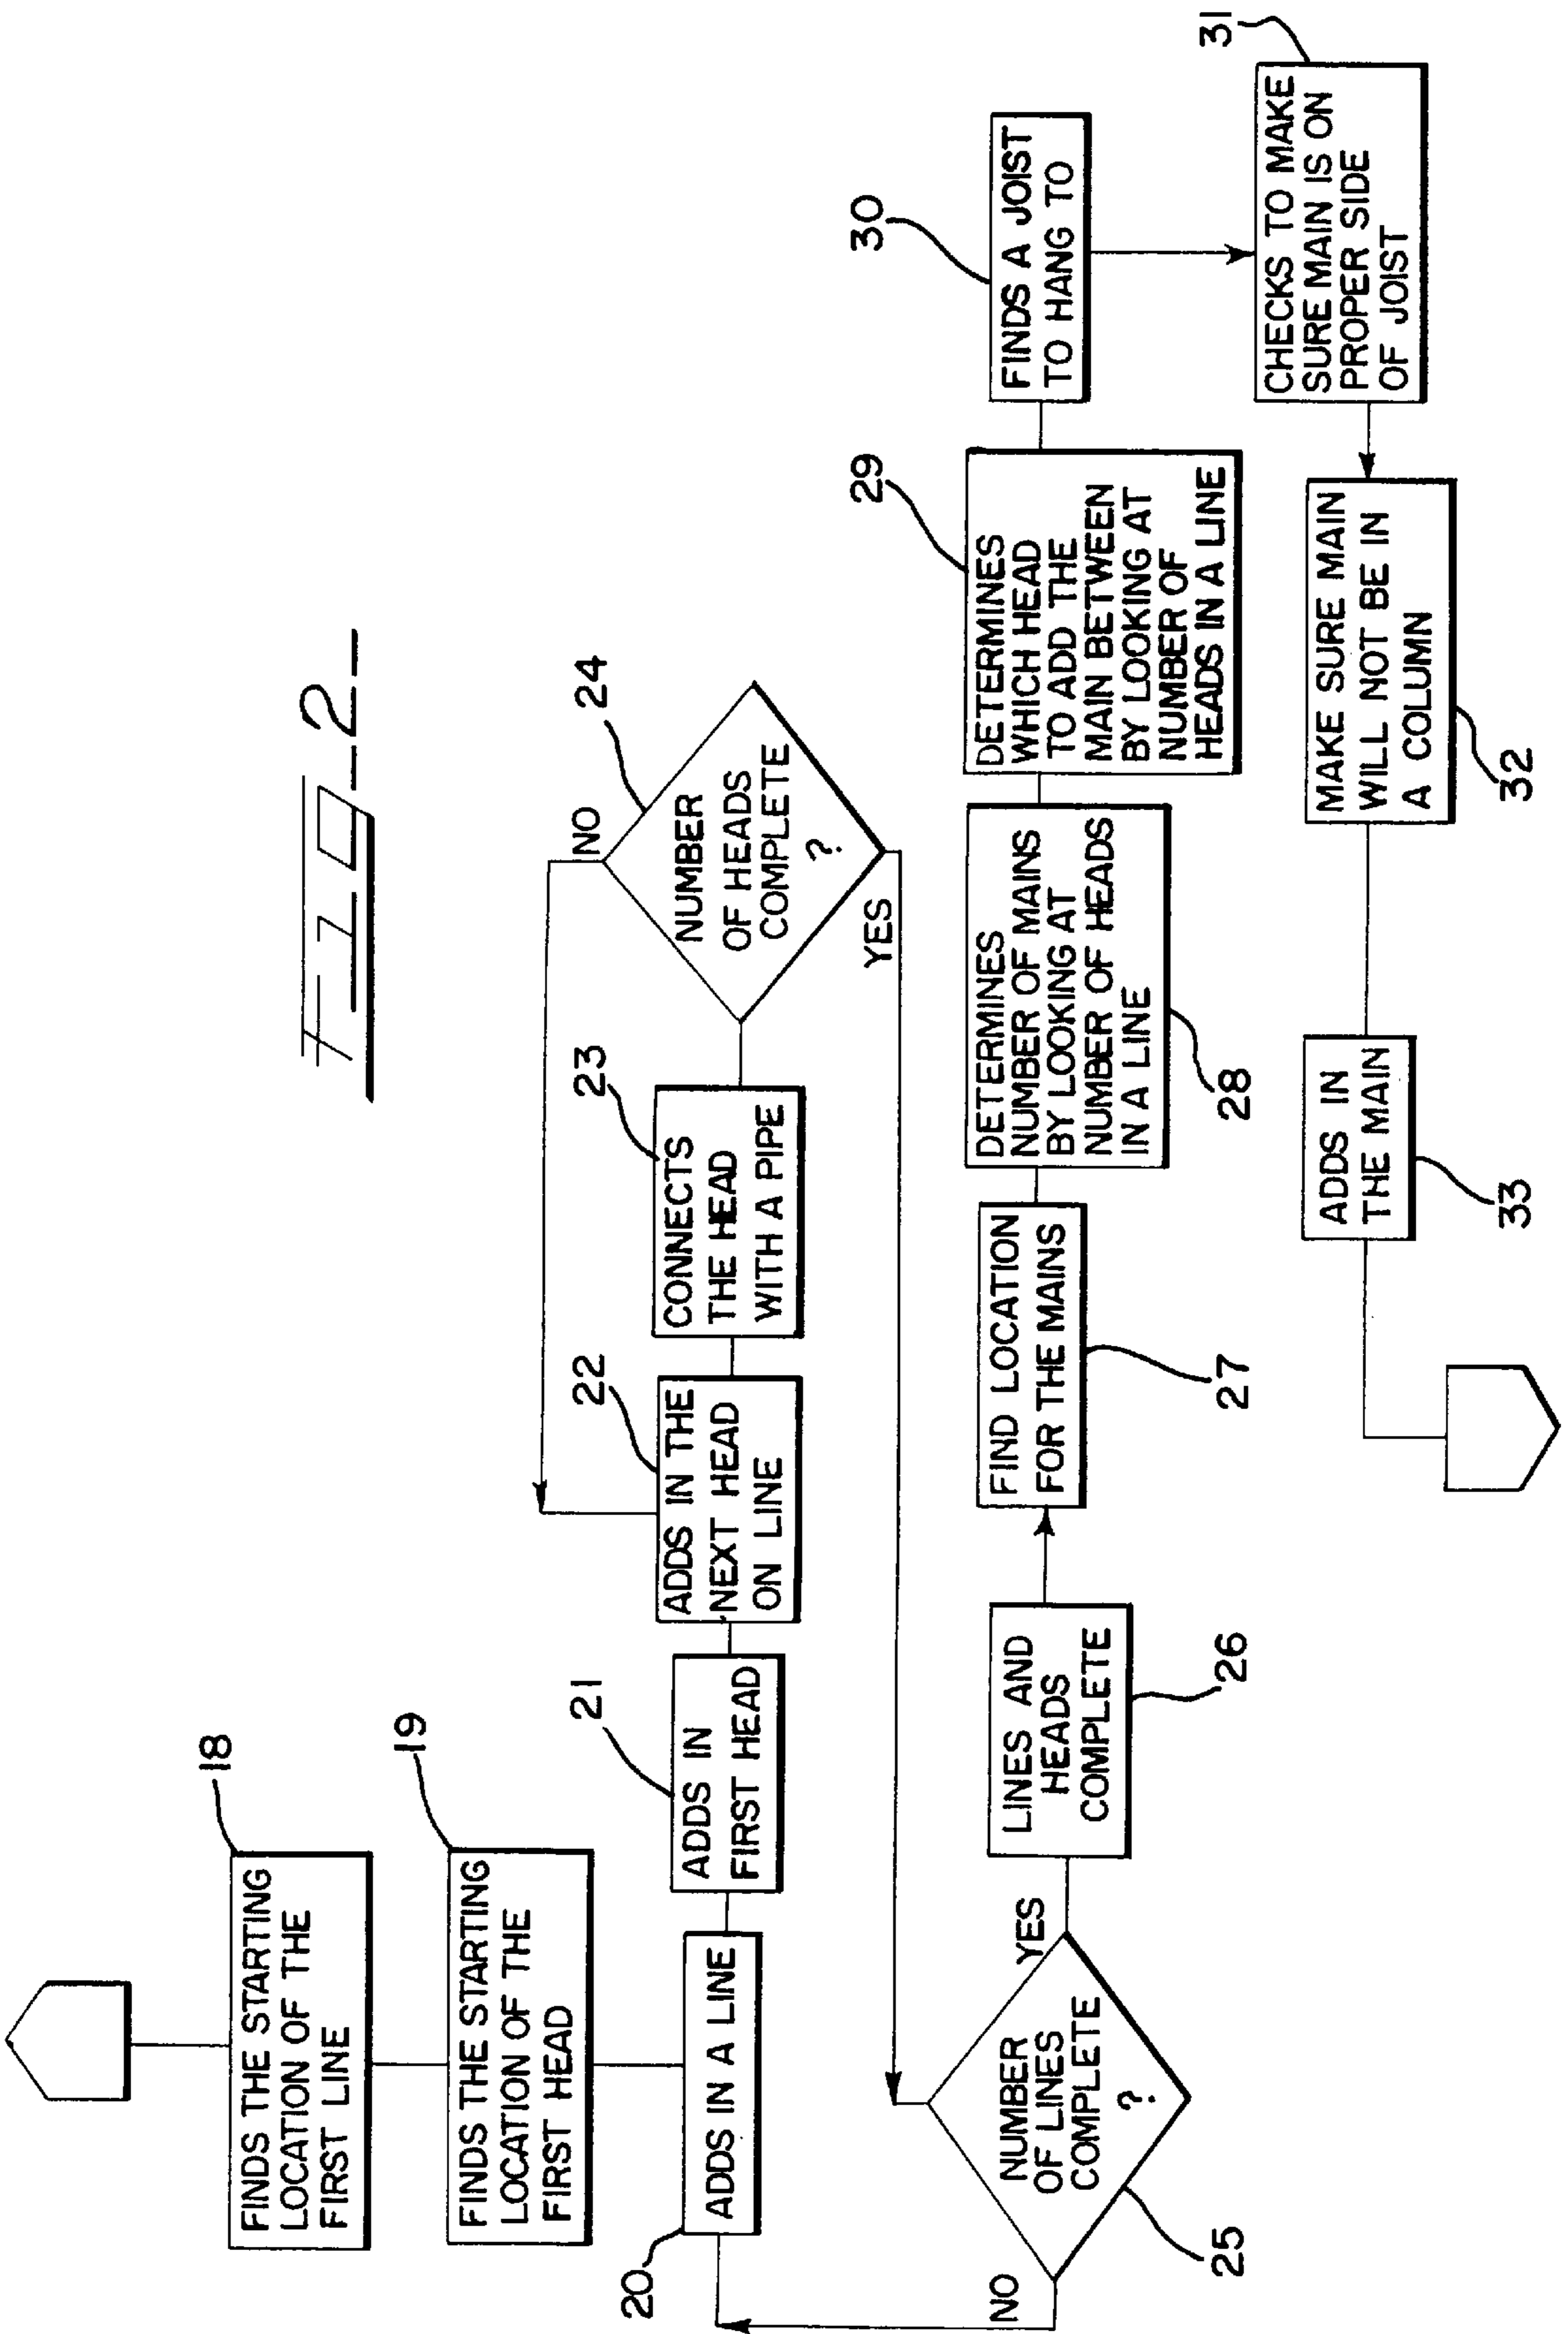 Fig. 2
18
FINDS THE STARTING
LOCATION OF THE
FIRST LINE
19
FINDS THE STARTING
LOCATION OF THE
FIRST HEAD
20
ADDS IN A LINE
21
ADDS IN
FIRST HEAD
22
ADDS IN THE
NEXT HEAD
ON LINE
23
CONNECTS
THE HEAD
WITH A PIPE
24
NUMBER
OF HEADS
COMPLETE
?
NO
YES
25
NUMBER
OF LINES
COMPLETE
?
NO
YES
26
LINES AND
HEADS
COMPLETE
27
FIND LOCATION
FOR THE MAINS
28
DETERMINES
NUMBER OF MAINS
BY LOOKING AT
NUMBER OF HEADS
IN A LINE
29
DETERMINES
WHICH HEAD
TO ADD THE
MAIN BETWEEN
BY LOOKING AT
NUMBER OF
HEADS IN A LINE
30
FINDS A JOIST
TO HANG TO
31
CHECKS TO MAKE
SURE MAIN IS ON
PROPER SIDE
OF JOIST
32
MAKE SURE MAIN
WILL NOT BE IN
A COLUMN
33
ADDS IN
THE MAIN